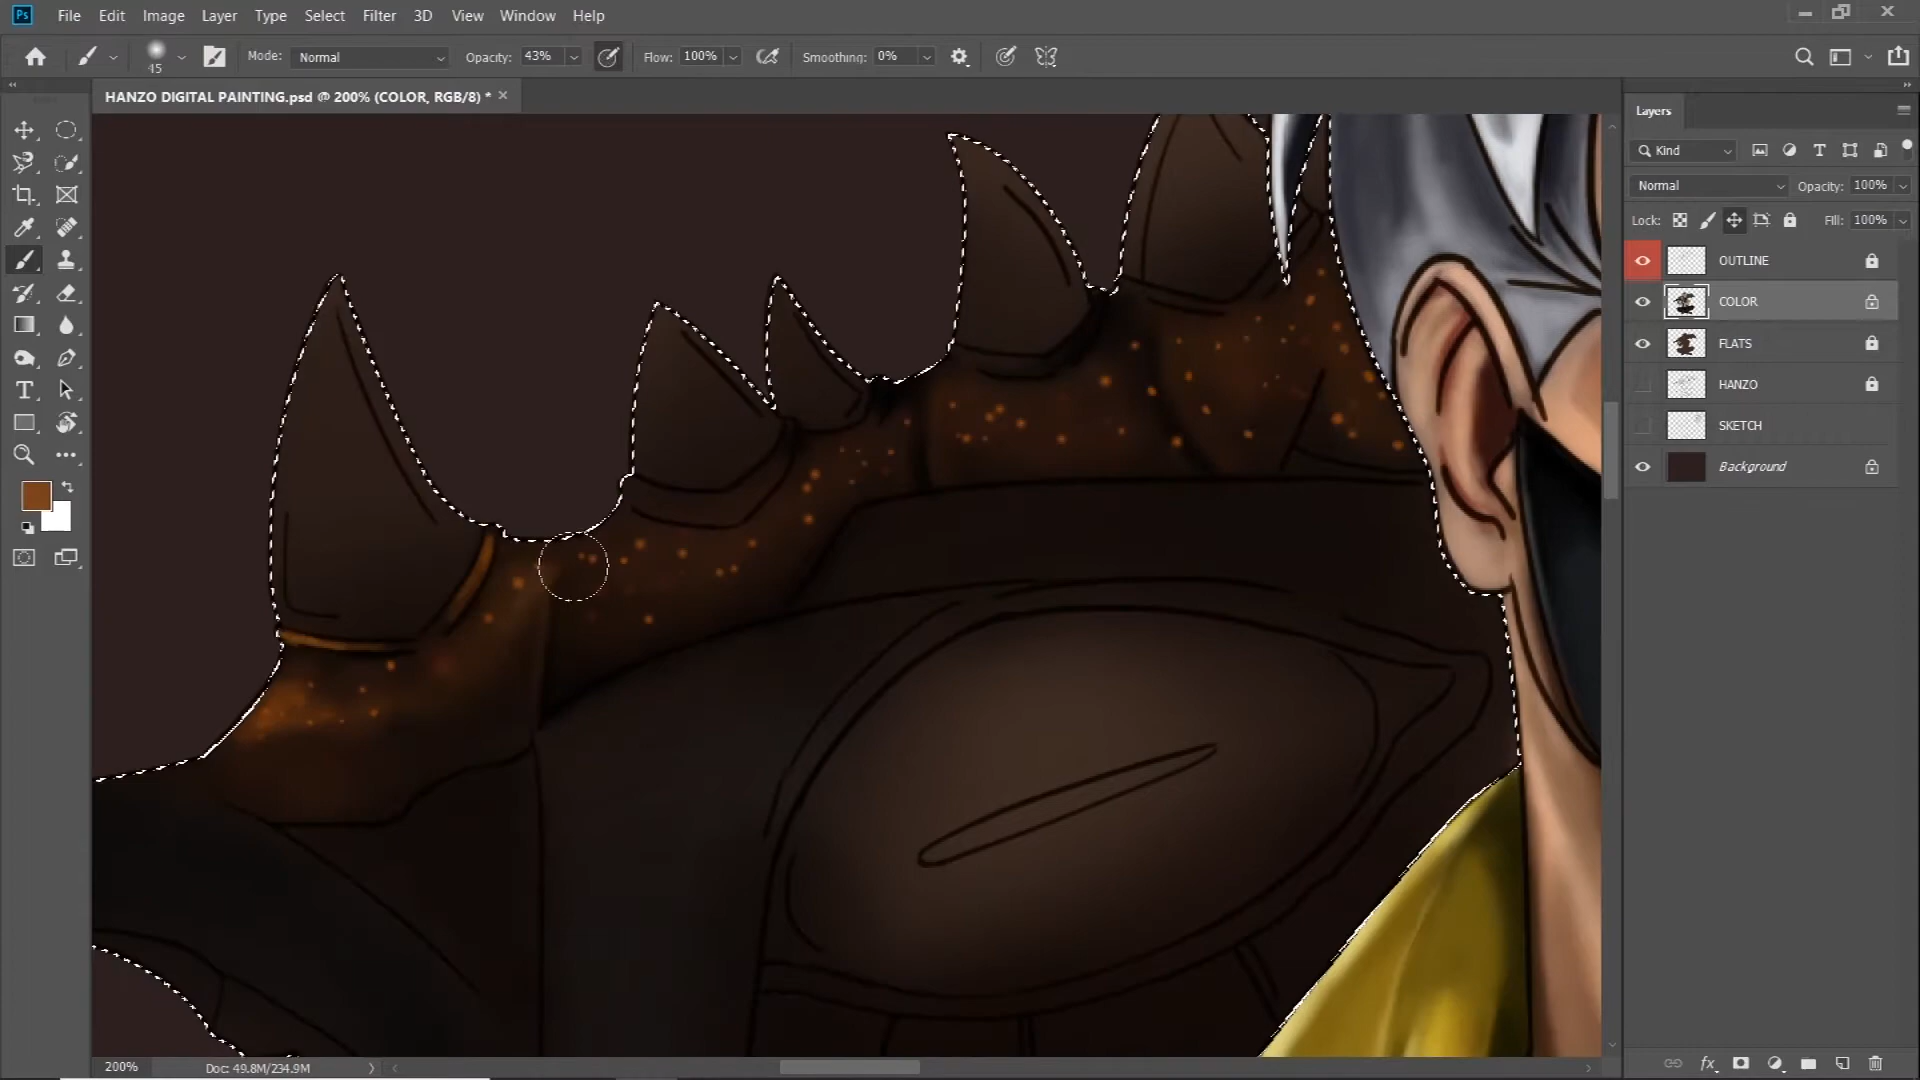 Ps File Edit Image Layer Type Select Filter 3D View Window Help
45 Mode: Normal Opacity: 43% Flow: 100% Smoothing: 0%
HANZO DIGITAL PAINTING.psd @ 200% (COLOR, RGB/8) *
Layers
Kind
Normal Opacity: 100%
Lock: Fill: 100%
OUTLINE
COLOR
FLATS
HANZO
SKETCH
Background
200% Doc: 49.8M/234.9M